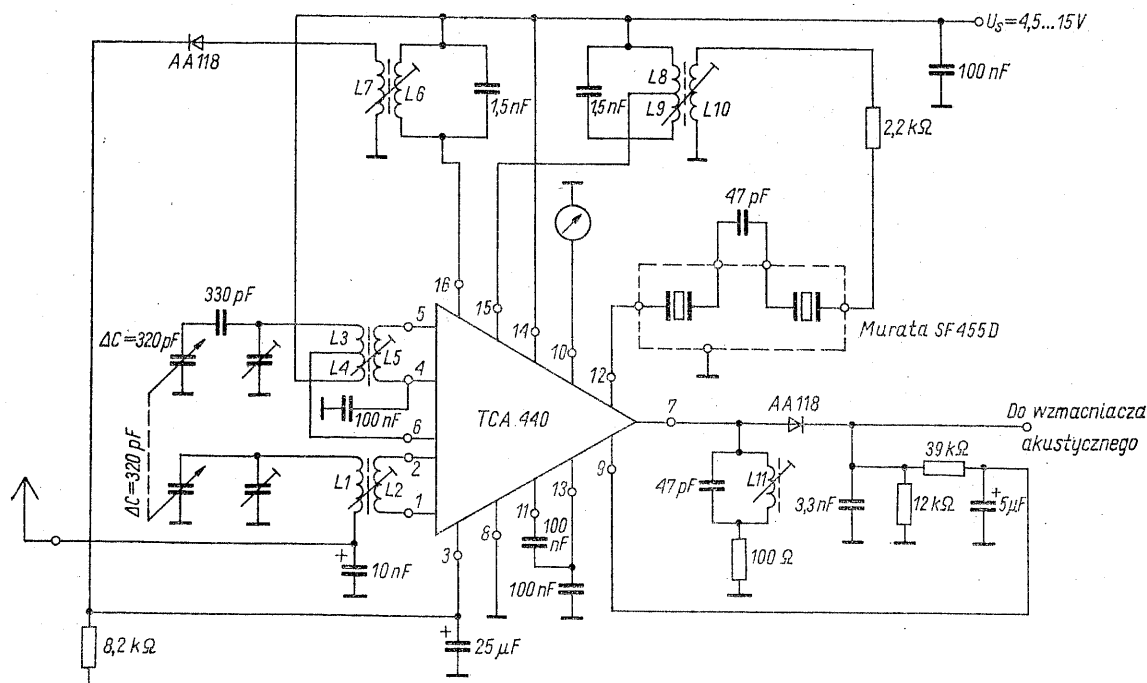 Us=4,5...15V
AA118
L7
L6
1,5nF
1,5nF
L8
L9
L10
100nF
2,2kΩ
47pF
16
15
14
10
12
Murata SF455D
330pF
ΔC=320pF
L3
L4
L5
5
4
100nF
6
TCA 440
7
AA118
Do wzmacniacza
akustycznego
ΔC=320pF
L1
L2
2
1
9
39kΩ
47pF
L11
3,3nF
12kΩ
+
5µF
13
11
100
nF
8
3
+
10nF
100nF
100Ω
8,2kΩ
+
25µF